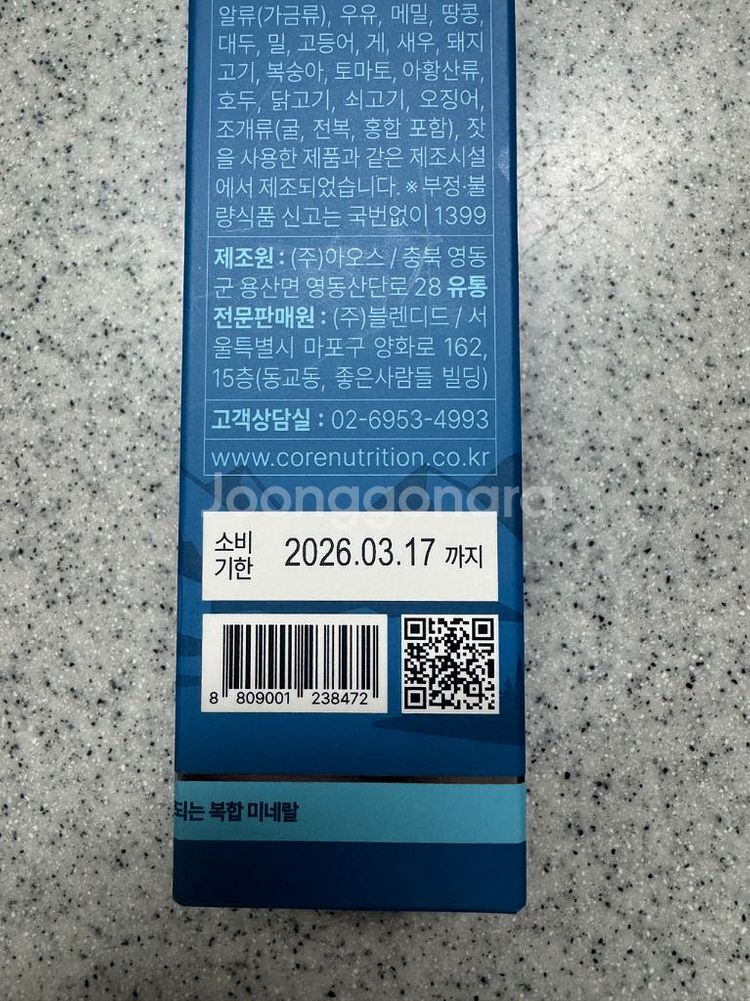 알류(가금류), 우유, 메밀, 땅콩,
대두, 밀, 고등어, 게, 새우, 돼지
고기, 복숭아, 토마토, 아황산류,
호두, 닭고기, 쇠고기, 오징어,
조개류(굴, 전복, 홍합 포함), 잣
을 사용한 제품과 같은 제조시설
에서 제조되었습니다. ※ 부정·불
량식품 신고는 국번없이 1399
제조원 : (주)아오스 / 충북 영동
군 용산면 영동산단로 28 유통
전문판매원 : (주)블렌디드 / 서
울특별시 마포구 양화로 162,
15층(동교동, 좋은사람들 빌딩)
고객상담실 : 02-6953-4993
www.corenutrition.co.kr
Joonggonara
소비
기한 2026.03.17 까지
8 809001 238472
되는 복합 미네랄